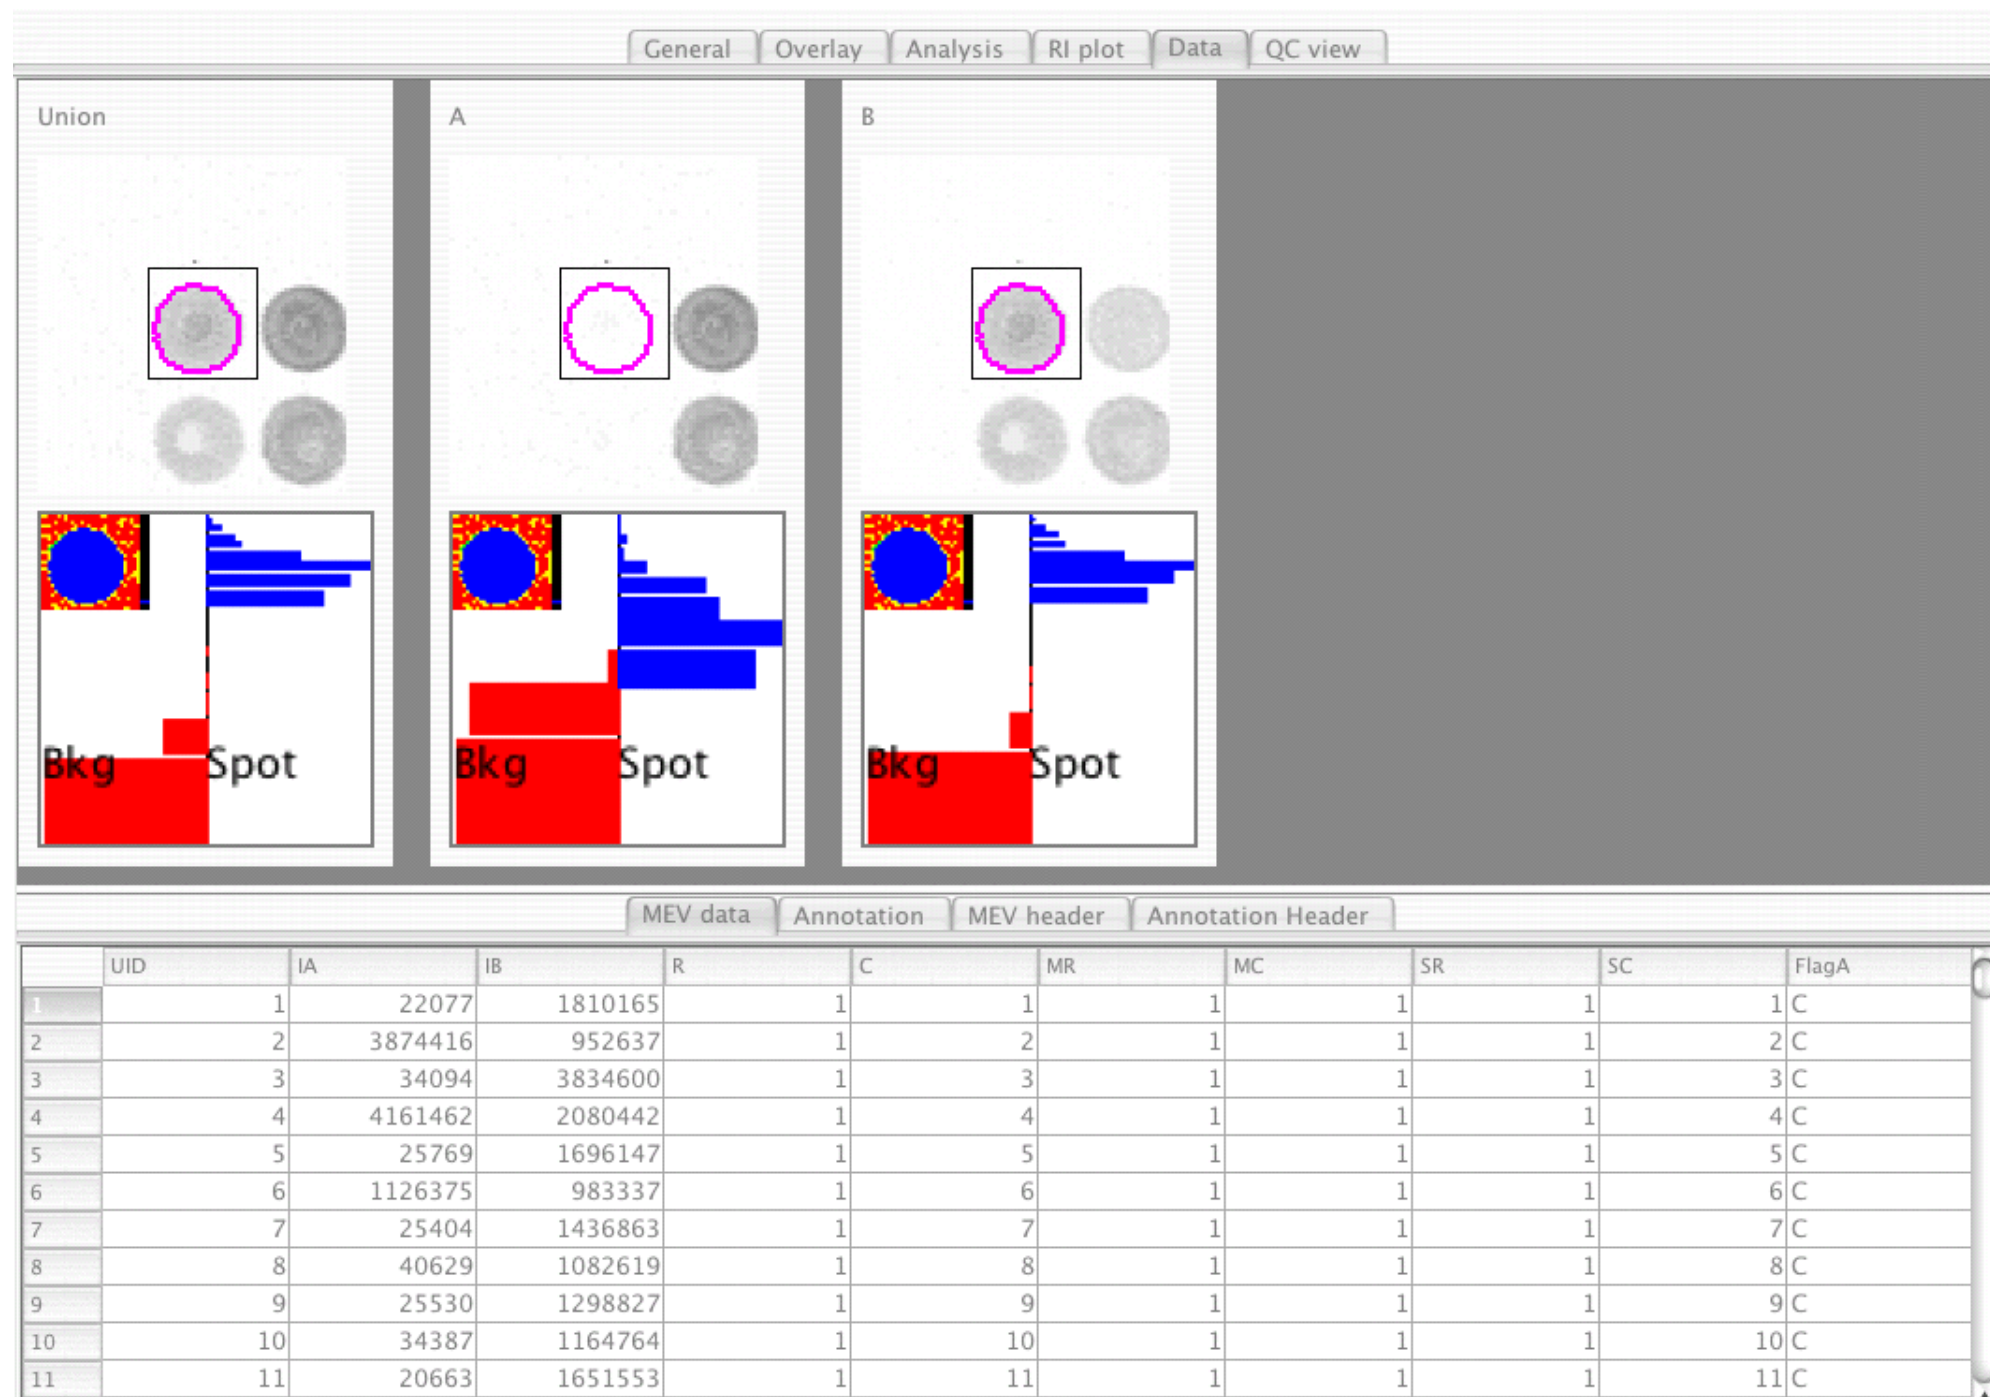 General Overlay Analysis RI plot Data QC view
Union A B
Bkg Spot Bkg Spot Bkg Spot
MEV data Annotation MEV header Annotation Header
UID IA IB R C MR MC SR SC FlagA
1 1 22077 1810165 1 1 1 1 1 1 C
2 2 3874416 952637 1 2 1 1 1 2 C
3 3 34094 3834600 1 3 1 1 1 3 C
4 4 4161462 2080442 1 4 1 1 1 4 C
5 5 25769 1696147 1 5 1 1 1 5 C
6 6 1126375 983337 1 6 1 1 1 6 C
7 7 25404 1436863 1 7 1 1 1 7 C
8 8 40629 1082619 1 8 1 1 1 8 C
9 9 25530 1298827 1 9 1 1 1 9 C
10 10 34387 1164764 1 10 1 1 1 10 C
11 11 20663 1651553 1 11 1 1 1 11 C